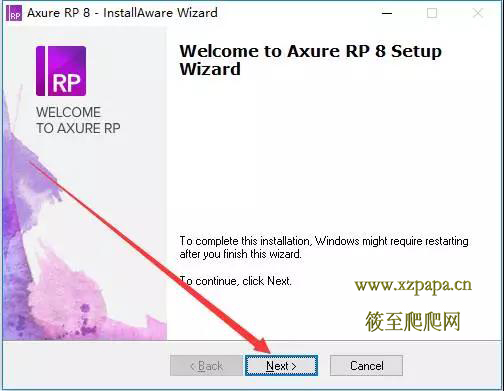 Axure RP 8 - InstallAware Wizard
RP
WELCOME
TO AXURE RP
Welcome to Axure RP 8 Setup
Wizard
To complete this installation, Windows might require restarting
after you finish this wizard.
To continue, click Next.
www.xzpapa.cn
筱至爬爬网
< Back
Next >
Cancel